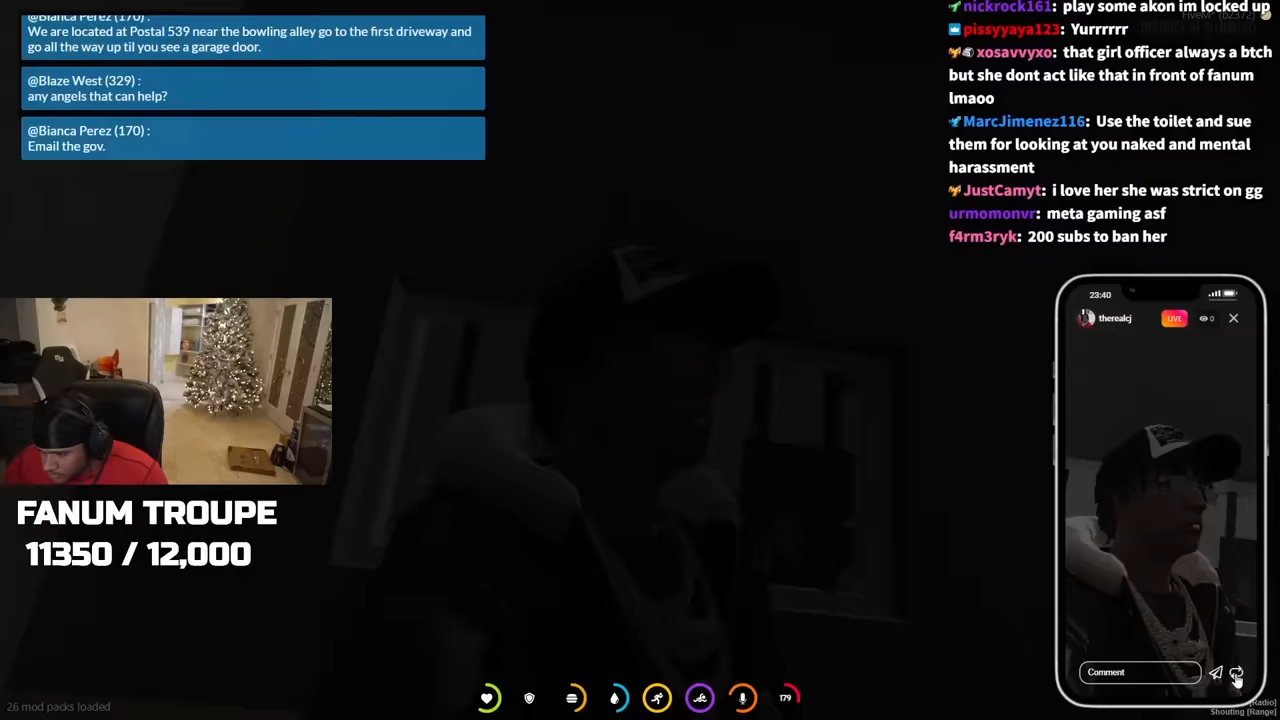 @Bianca Perez (170) :
We are located at Postal 539 near the bowling alley go to the first driveway and
go all the way up til you see a garage door.
@Blaze West (329) :
any angels that can help?
@Bianca Perez (170) :
Email the gov.
FANUM TROUPE
11350 / 12,000
26 mod packs loaded
179
nickrock161: play some akon im locked up
pissyyaya123: Yurrrrrr
xosavvyxo: that girl officer always a btch
but she dont act like that in front of fanum
lmaoo
MarcJimenez116: Use the toilet and sue
them for looking at you naked and mental
harassment
JustCamyt: i love her she was strict on gg
urmomonvr: meta gaming asf
f4rm3ryk: 200 subs to ban her
23:40
therealcj
LIVE
0
Comment
[Radio]
Shouting [Range]